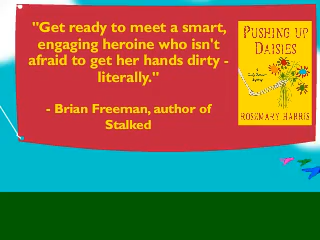 "Get ready to meet a smart,
engaging heroine who isn't
afraid to get her hands dirty -
literally."
- Brian Freeman, author of
Stalked
PUSHING UP
DAISIES
ROSEMARY HARRIS